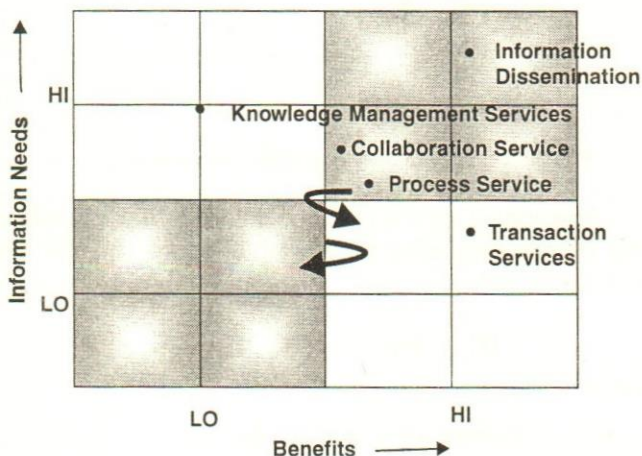 Information Needs
HI
LO
Information
Dissemination
Knowledge Management Services
Collaboration Service
Process Service
Transaction
Services
LO
HI
Benefits